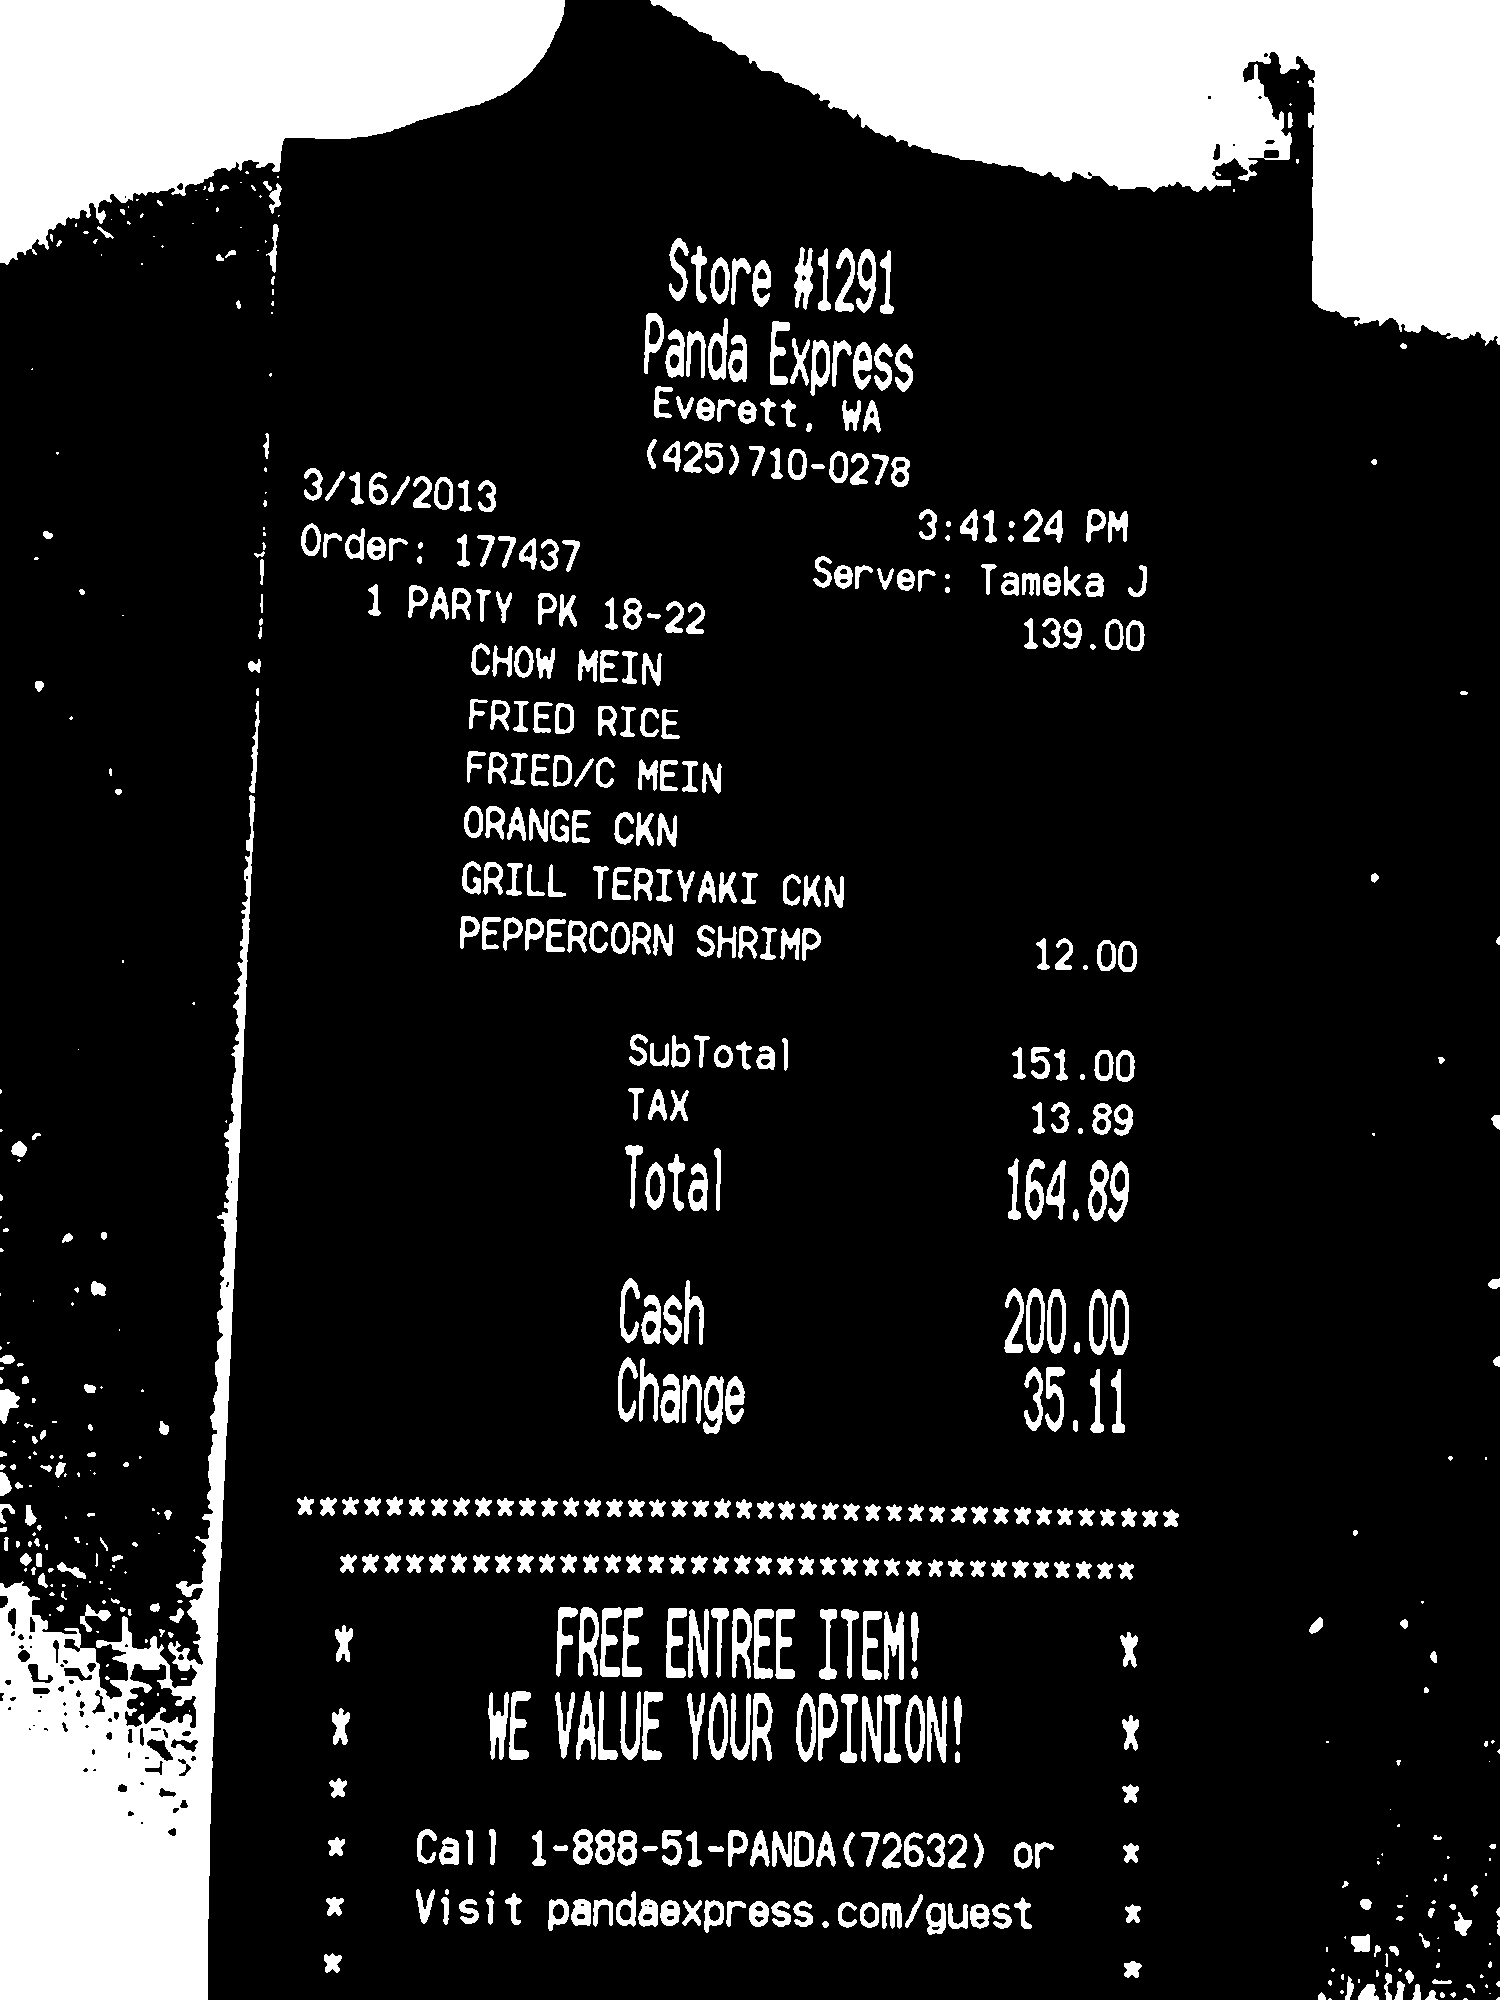 Store #1291
Panda Express
Everett, WA
(425)710-0278
3/16/2013 3:41:24 PM
Order: 177437 Server: Tameka J
1 PARTY PK 18-22 139.00
CHOW MEIN
FRIED RICE
FRIED/C MEIN
ORANGE CKN
GRILL TERIYAKI CKN
PEPPERCORN SHRIMP 12.00
SubTotal 151.00
TAX 13.89
Total 164.89
Cash 200.00
Change 35.11
*****************************************
*************************************
* FREE ENTREE ITEM! *
* WE VALUE YOUR OPINION! *
* *
* Call 1-888-51-PANDA(72632) or *
* Visit pandaexpress.com/guest *
* *